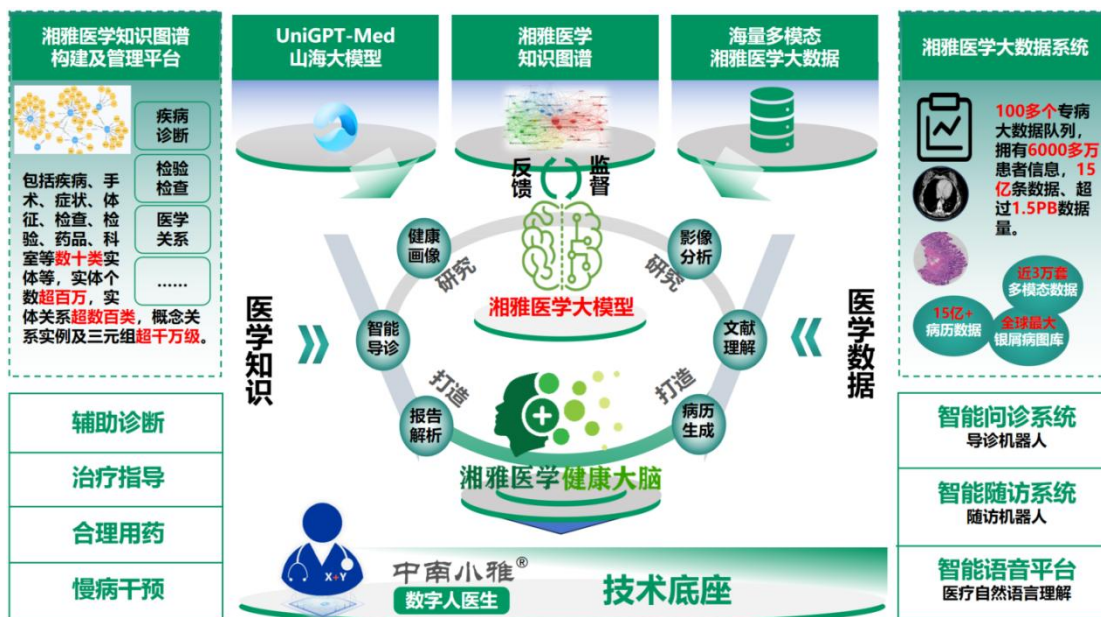 湘雅医学知识图谱
构建及管理平台
疾病
诊断
检验
检查
医学
关系
……
包括疾病、手
术、症状、体
征、检查、检
验、药品、科
室等数十类实
体等，实体个
数超百万，实
体关系超数百类，概念关
系实例及三元组超千万级。
辅助诊断
治疗指导
合理用药
慢病干预
UniGPT-Med
山海大模型
湘雅医学
知识图谱
海量多模态
湘雅医学大数据
反馈
监督
健康
画像
影像
分析
研究
研究
湘雅医学大模型
医学知识
智能
导诊
文献
理解
医学数据
打造
打造
报告
解析
病历
生成
湘雅医学健康大脑
X+Y
中南小雅®
数字人医生
技术底座
湘雅医学大数据系统
100多个专病
大数据队列，
拥有6000多万
患者信息，15
亿条数据、超
过1.5PB数据
量。
近3万套
多模态数据
15亿+
病历数据
全球最大
银屑病图库
智能问诊系统
导诊机器人
智能随访系统
随访机器人
智能语音平台
医疗自然语言理解